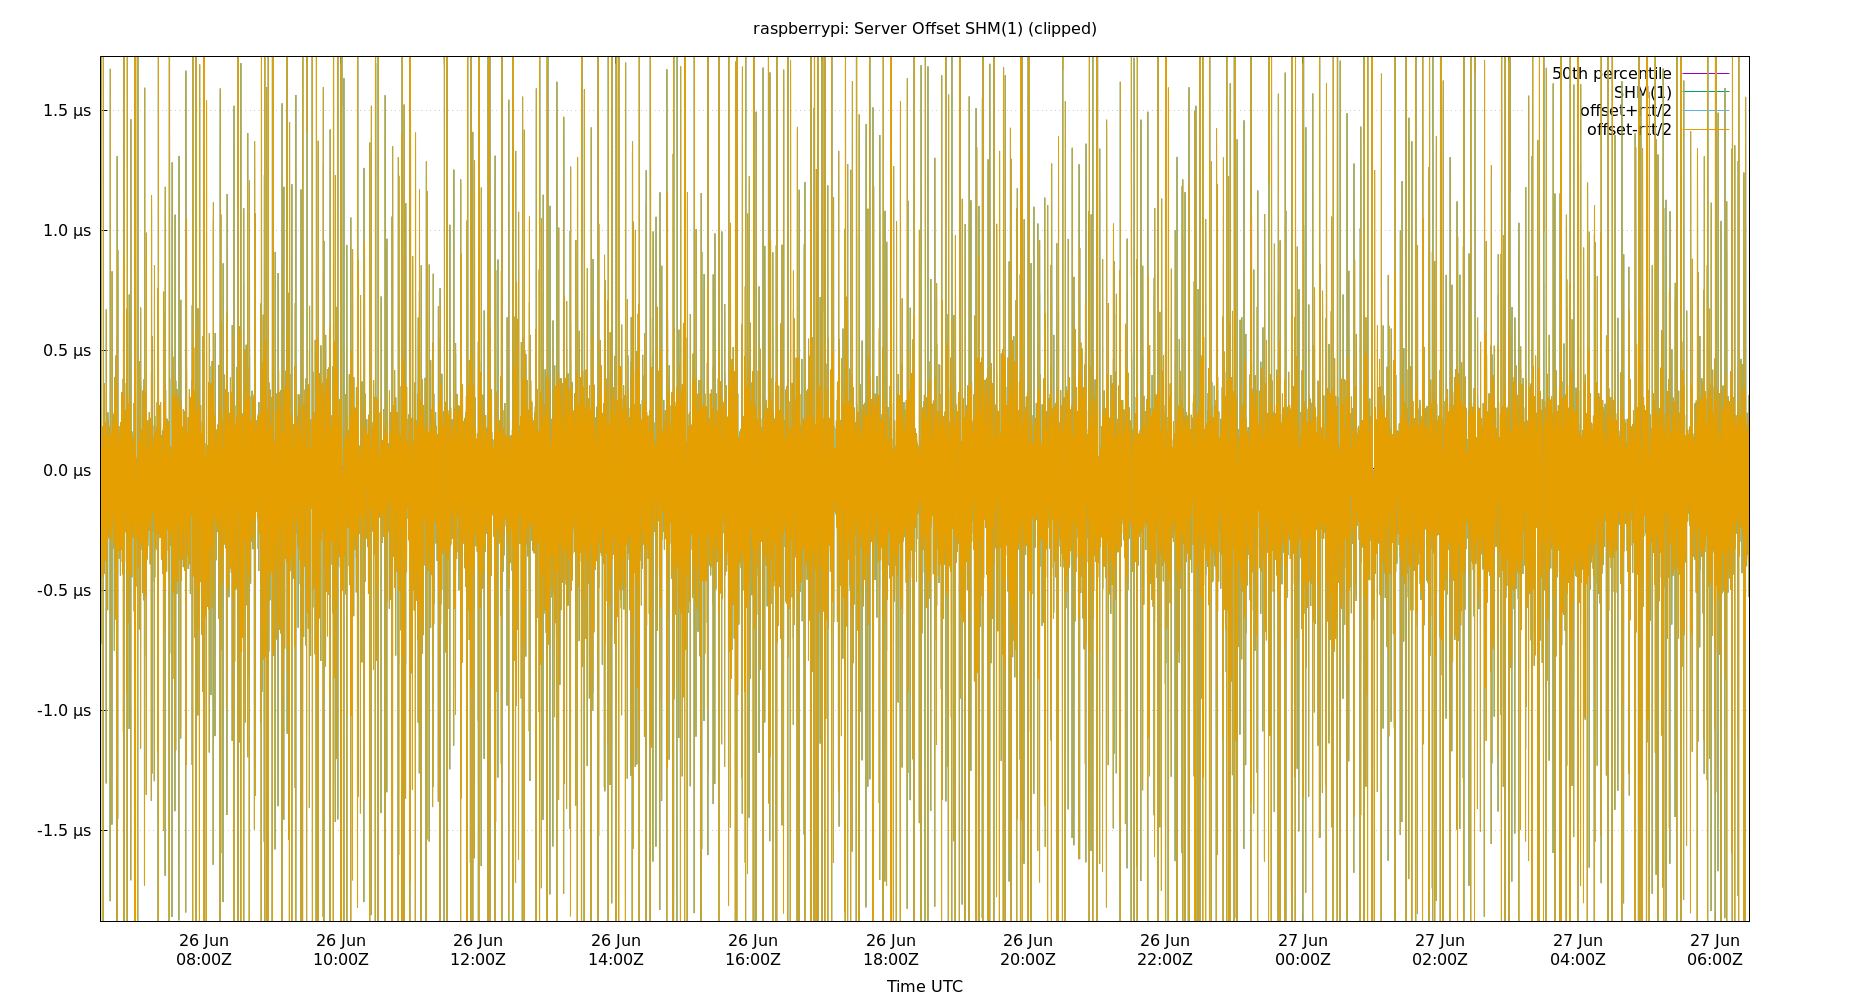 raspberrypi: Server Offset SHM(1) (clipped)
50th percentile
SHM(1)
offset+rtt/2
offset-rtt/2
1.5 µs
1.0 µs
0.5 µs
0.0 µs
-0.5 µs
-1.0 µs
-1.5 µs
26 Jun 26 Jun 26 Jun 26 Jun 26 Jun 26 Jun 26 Jun 26 Jun 27 Jun 27 Jun 27 Jun 27 Jun
08:00Z 10:00Z 12:00Z 14:00Z 16:00Z 18:00Z 20:00Z 22:00Z 00:00Z 02:00Z 04:00Z 06:00Z
Time UTC